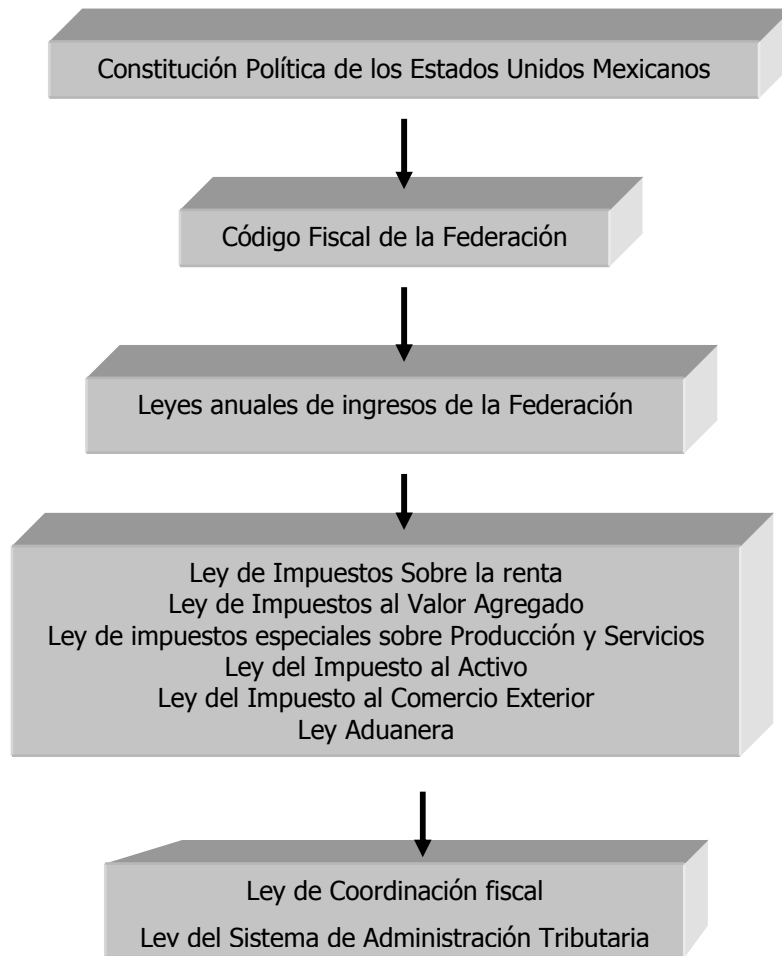 Constitución Política de los Estados Unidos Mexicanos
Código Fiscal de la Federación
Leyes anuales de ingresos de la Federación
Ley de Impuestos Sobre la renta
Ley de Impuestos al Valor Agregado
Ley de impuestos especiales sobre Producción y Servicios
Ley del Impuesto al Activo
Ley del Impuesto al Comercio Exterior
Ley Aduanera
Ley de Coordinación fiscal
Ley del Sistema de Administración Tributaria